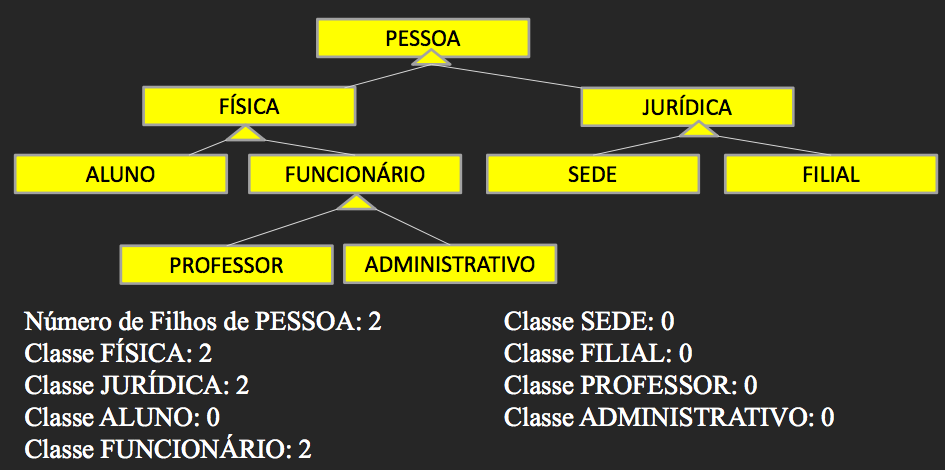 PESSOA
FÍSICA
JURÍDICA
ALUNO
FUNCIONÁRIO
SEDE
FILIAL
PROFESSOR
ADMINISTRATIVO
Número de Filhos de PESSOA: 2
Classe FÍSICA: 2
Classe JURÍDICA: 2
Classe ALUNO: 0
Classe FUNCIONÁRIO: 2
Classe SEDE: 0
Classe FILIAL: 0
Classe PROFESSOR: 0
Classe ADMINISTRATIVO: 0